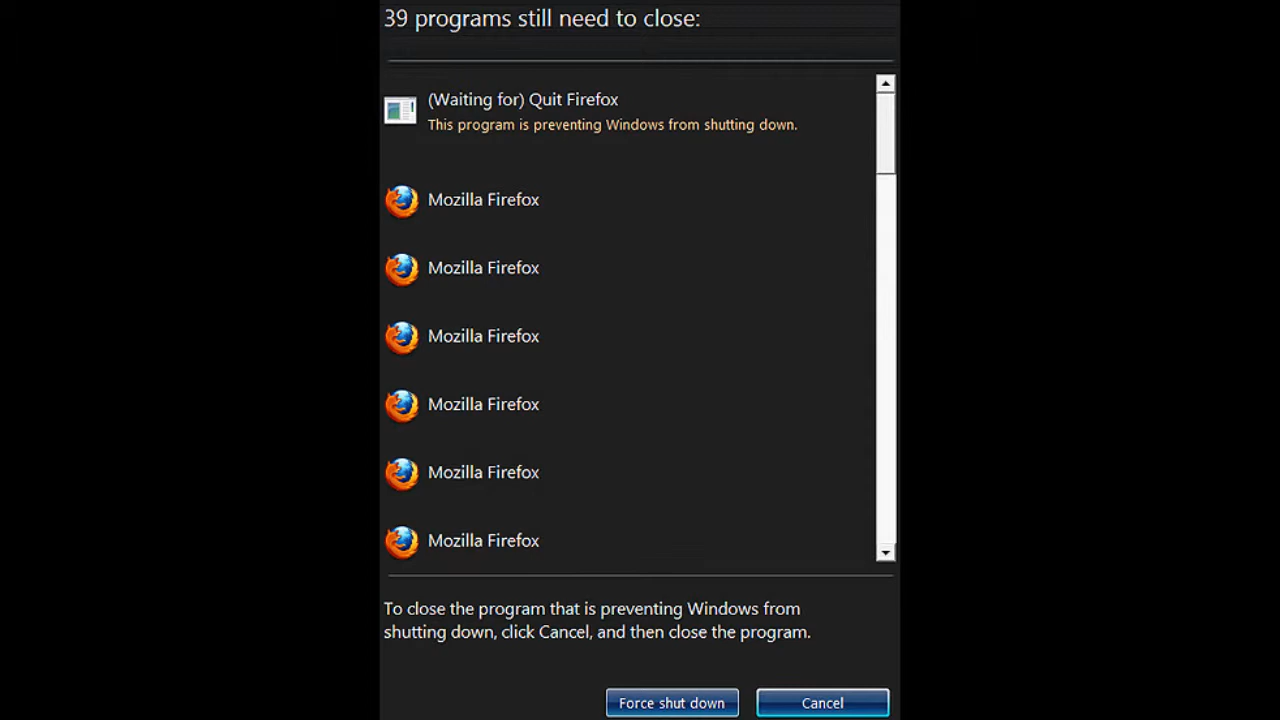 39 programs still need to close:
(Waiting for) Quit Firefox
This program is preventing Windows from shutting down.
Mozilla Firefox
Mozilla Firefox
Mozilla Firefox
Mozilla Firefox
Mozilla Firefox
Mozilla Firefox
To close the program that is preventing Windows from
shutting down, click Cancel, and then close the program.
Force shut down Cancel